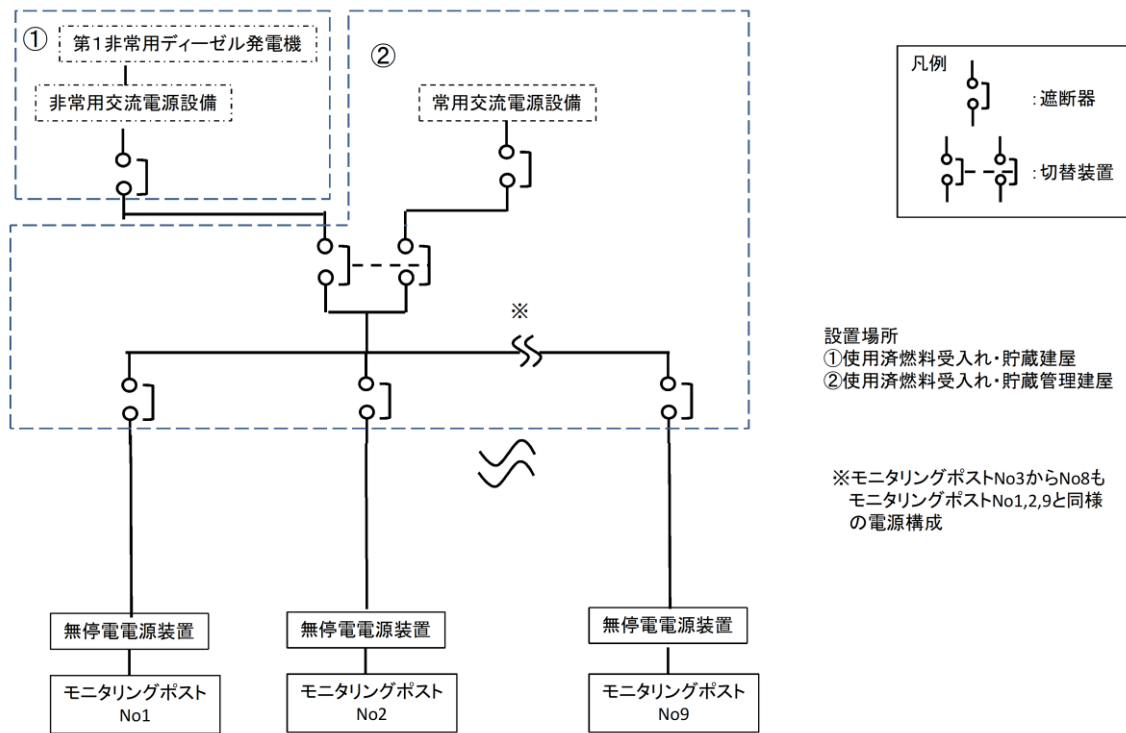 ①
第1非常用ディーゼル発電機
非常用交流電源設備
②
常用交流電源設備
凡例
:遮断器
:切替装置
※
設置場所
①使用済燃料受入れ・貯蔵建屋
②使用済燃料受入れ・貯蔵管理建屋
※モニタリングポストNo3からNo8も
モニタリングポストNo1,2,9と同様
の電源構成
無停電電源装置
無停電電源装置
無停電電源装置
モニタリングポスト
No1
モニタリングポスト
No2
モニタリングポスト
No9